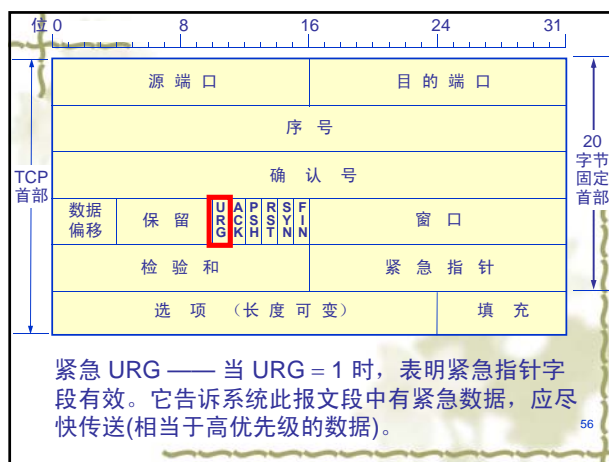 位 0 8 16 24 31
源 端 口 目 的 端 口
序 号
TCP 首部
20 字节 固定 首部
确 认 号
数据 偏移 保 留 URG ACK PSH RST SYN FIN 窗 口
检 验 和 紧 急 指 针
选 项 （长 度 可 变） 填 充
紧急 URG —— 当 URG = 1 时，表明紧急指针字
段有效。它告诉系统此报文段中有紧急数据，应尽
快传送(相当于高优先级的数据)。
56